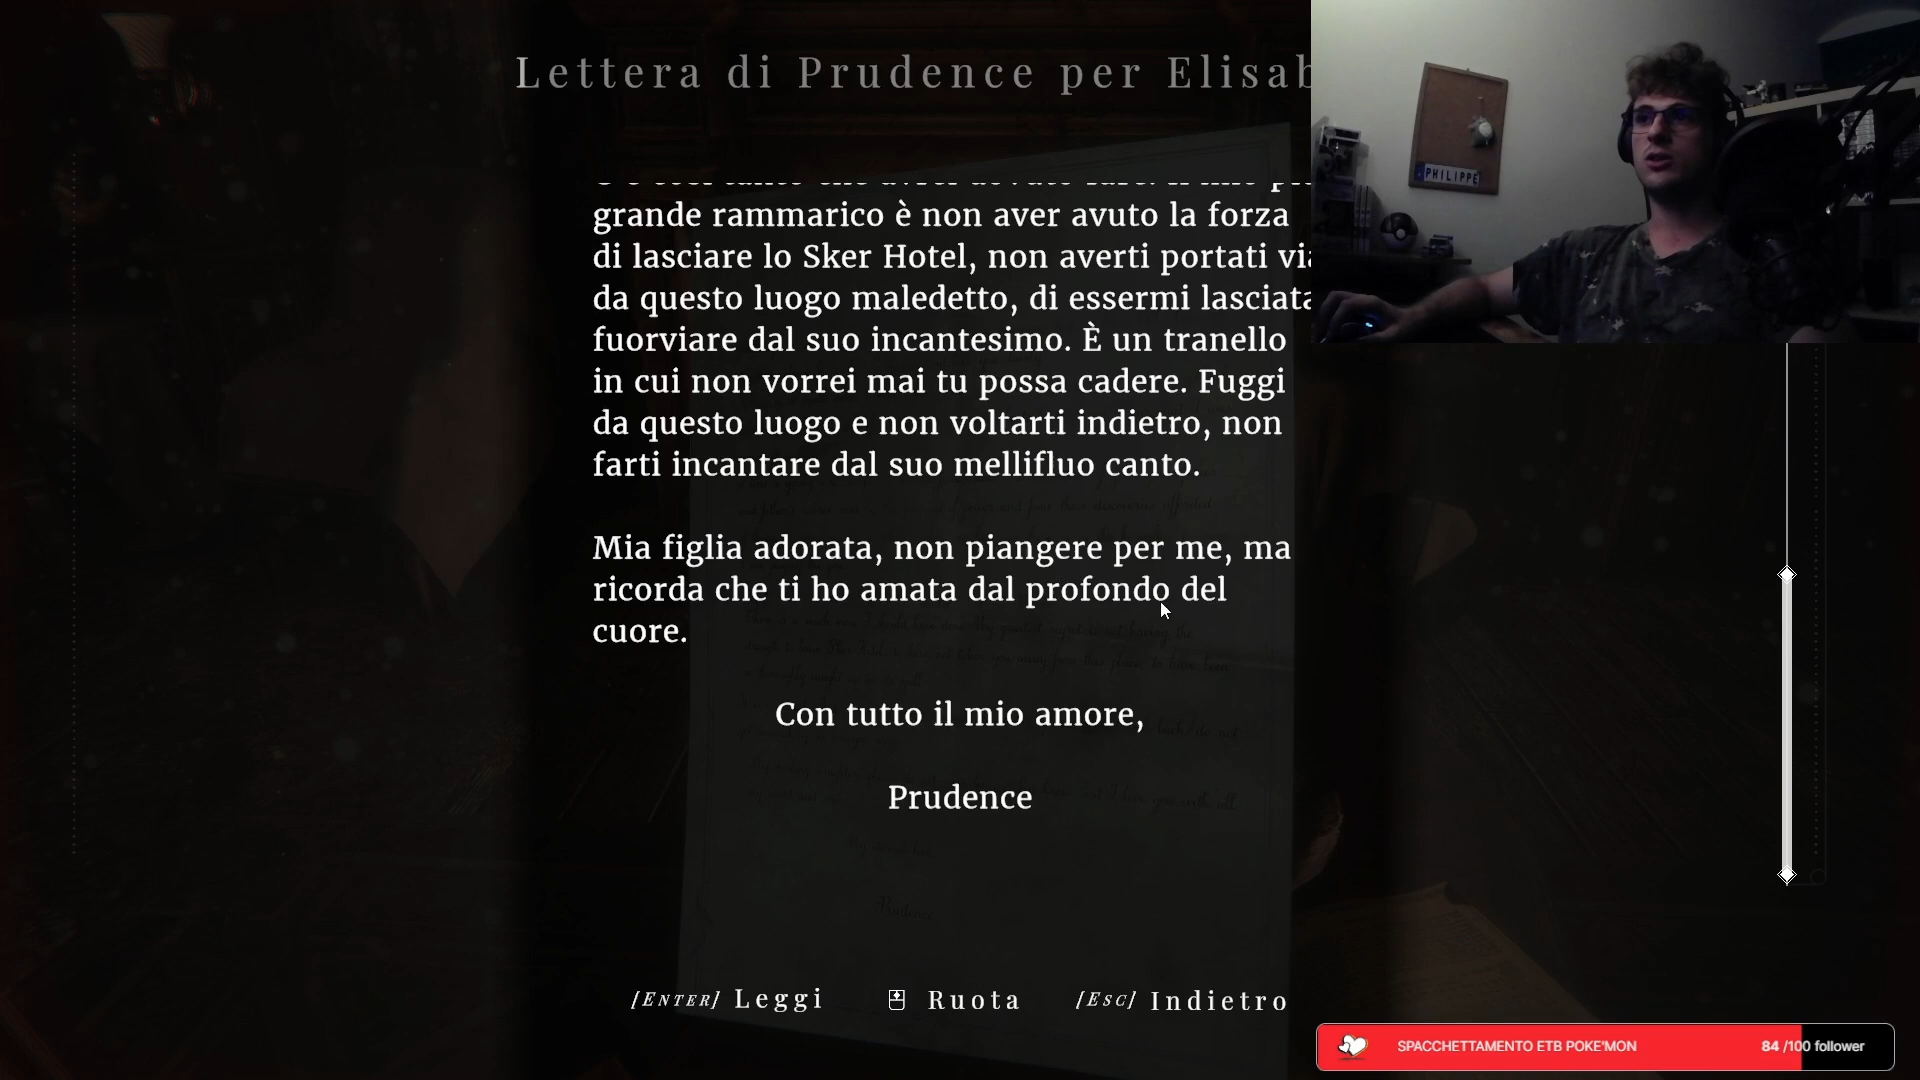 Lettera di Prudence per Elisab
grande rammarico è non aver avuto la forza
di lasciare lo Sker Hotel, non averti portati via
da questo luogo maledetto, di essermi lasciata
fuorviare dal suo incantesimo. È un tranello
in cui non vorrei mai tu possa cadere. Fuggi
da questo luogo e non voltarti indietro, non
farti incantare dal suo mellifluo canto.
Mia figlia adorata, non piangere per me, ma
ricorda che ti ho amata dal profondo del
cuore.
Con tutto il mio amore,
Prudence
[ENTER] Leggi
Ruota
[ESC] Indietro
PHILIPPE
SPACCHETTAMENTO ETB POKE'MON
84 /100 follower